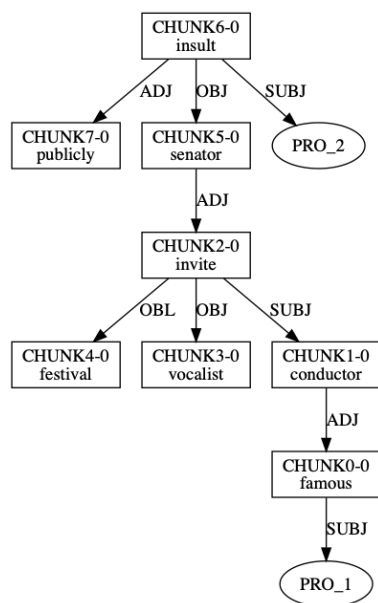 CHUNK6-0
insult
ADJ OBJ SUBJ
CHUNK7-0
publicly
CHUNK5-0
senator
PRO_2
ADJ
CHUNK2-0
invite
OBL OBJ SUBJ
CHUNK4-0
festival
CHUNK3-0
vocalist
CHUNK1-0
conductor
ADJ
CHUNK0-0
famous
SUBJ
PRO_1